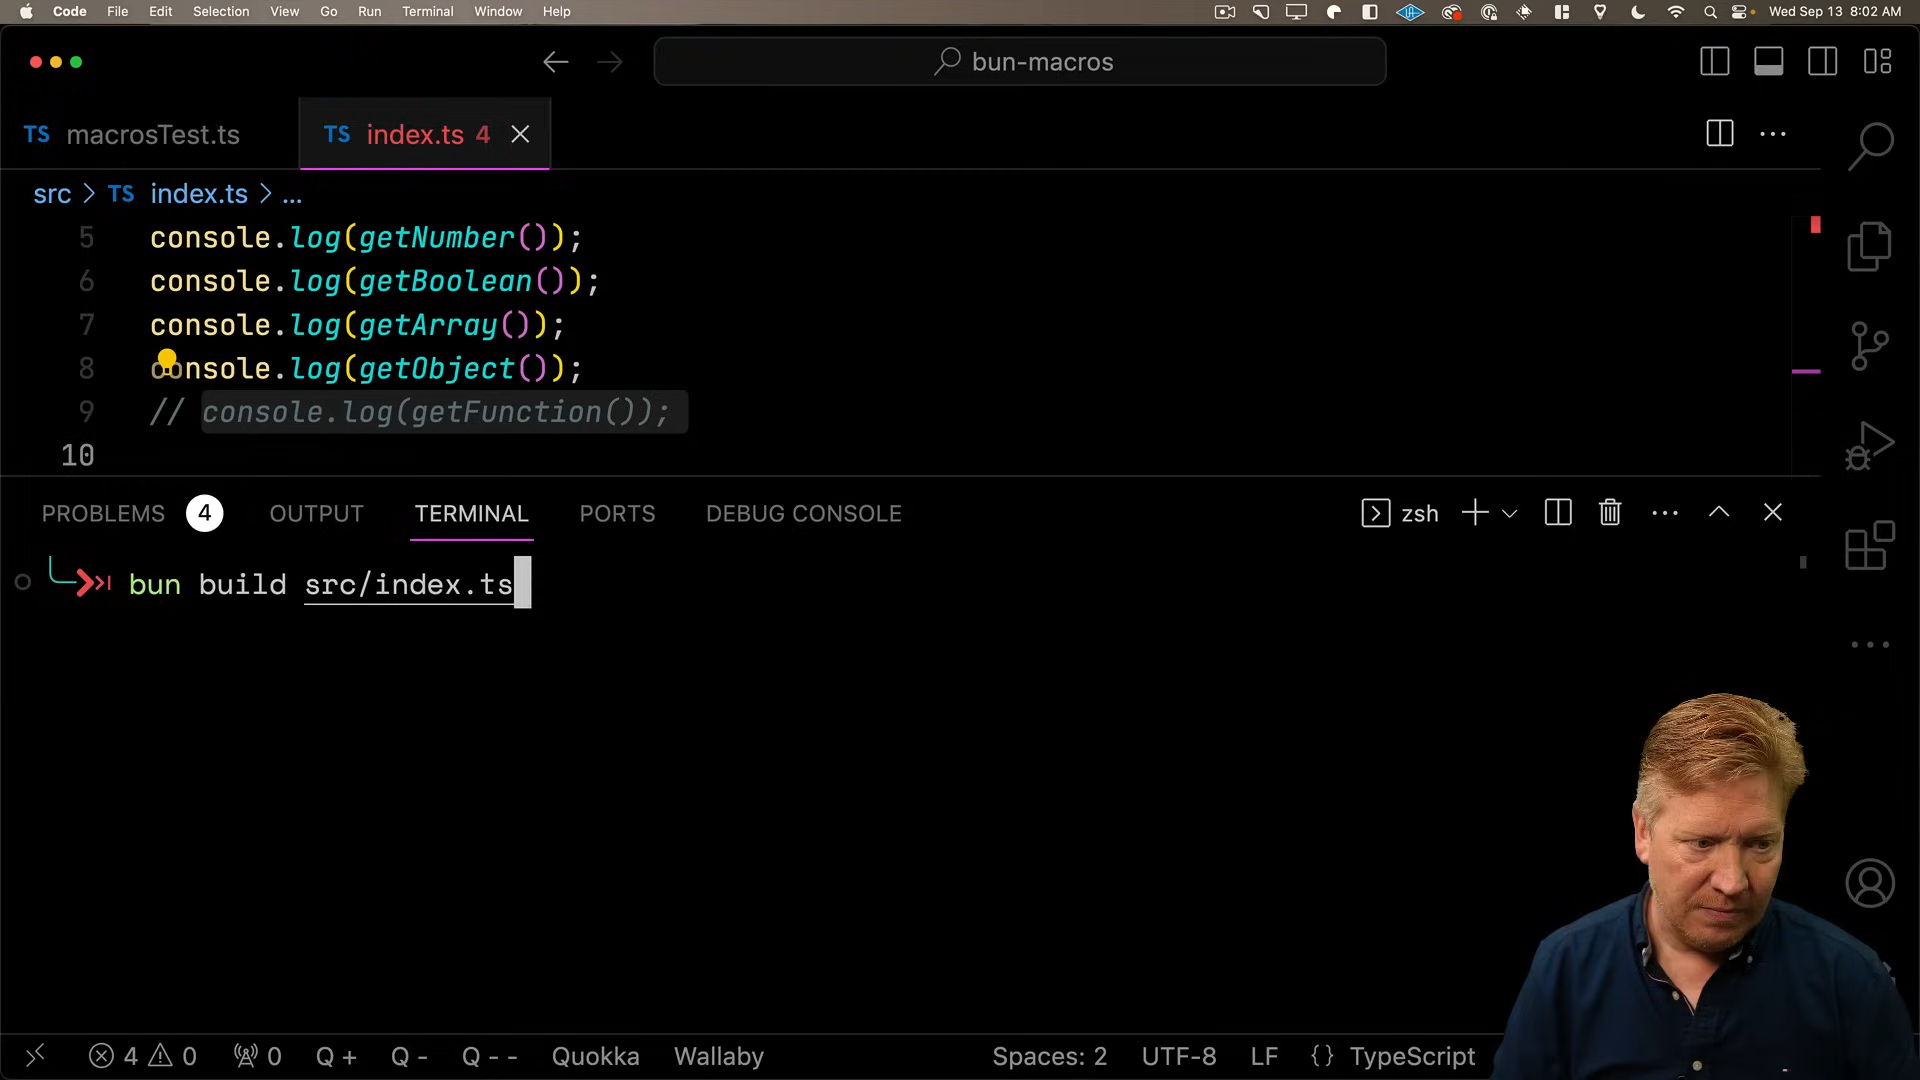 Code File Edit Selection View Go Run Terminal Window Help Wed Sep 13 8:02 AM
bun-macros
TS macrosTest.ts TS index.ts 4
src > TS index.ts > ...
5 console.log(getNumber());
6 console.log(getBoolean());
7 console.log(getArray());
8 console.log(getObject());
9 // console.log(getFunction());
10
PROBLEMS 4 OUTPUT TERMINAL PORTS DEBUG CONSOLE zsh
bun build src/index.ts
4 0 0 Q + Q - Q - - Quokka Wallaby Spaces: 2 UTF-8 LF {} TypeScript